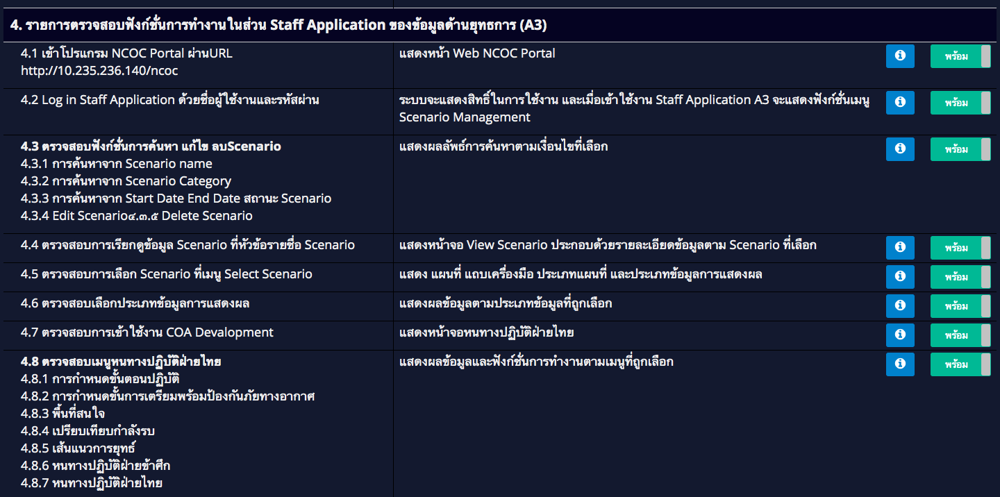 4. รายการตรวจสอบฟังก์ชั่นการทำงานในส่วน Staff Application ของข้อมูลด้านยุทธการ (A3)
4.1 เข้าโปรแกรม NCOC Portal ผ่านURL
http://10.235.236.140/ncoc
แสดงหน้า Web NCOC Portal
พร้อม
4.2 Log in Staff Application ด้วยชื่อผู้ใช้งานและรหัสผ่าน
ระบบจะแสดงสิทธิ์ในการใช้งาน และเมื่อเข้าใช้งาน Staff Application A3 จะแสดงฟังก์ชั่นเมนู
Scenario Management
พร้อม
4.3 ตรวจสอบฟังก์ชั่นการค้นหา แก้ไข ลบScenario
4.3.1 การค้นหาจาก Scenario name
4.3.2 การค้นหาจาก Scenario Category
4.3.3 การค้นหาจาก Start Date End Date สถานะ Scenario
4.3.4 Edit Scenario๔.๓.๕ Delete Scenario
แสดงผลลัพธ์การค้นหาตามเงื่อนไขที่เลือก
พร้อม
4.4 ตรวจสอบการเรียกดูข้อมูล Scenario ที่หัวข้อรายชื่อ Scenario
แสดงหน้าจอ View Scenario ประกอบด้วยรายละเอียดข้อมูลตาม Scenario ที่เลือก
พร้อม
4.5 ตรวจสอบการเลือก Scenario ที่เมนู Select Scenario
แสดง แผนที่ แถบเครื่องมือ ประเภทแผนที่ และประเภทข้อมูลการแสดงผล
พร้อม
4.6 ตรวจสอบเลือกประเภทข้อมูลการแสดงผล
แสดงผลข้อมูลตามประเภทข้อมูลที่ถูกเลือก
พร้อม
4.7 ตรวจสอบการเข้าใช้งาน COA Devalopment
แสดงหน้าจอหนทางปฏิบัติฝ่ายไทย
พร้อม
4.8 ตรวจสอบเมนูหนทางปฏิบัติฝ่ายไทย
4.8.1 การกำหนดขั้นตอนปฏิบัติ
4.8.2 การกำหนดขั้นการเตรียมพร้อมป้องกันภัยทางอากาศ
4.8.3 พื้นที่สนใจ
4.8.4 เปรียบเทียบกำลังรบ
4.8.5 เส้นแนวการยุทธ์
4.8.6 หนทางปฏิบัติฝ่ายข้าศึก
4.8.7 หนทางปฏิบัติฝ่ายไทย
แสดงผลข้อมูลและฟังก์ชั่นการทำงานตามเมนูที่ถูกเลือก
พร้อม